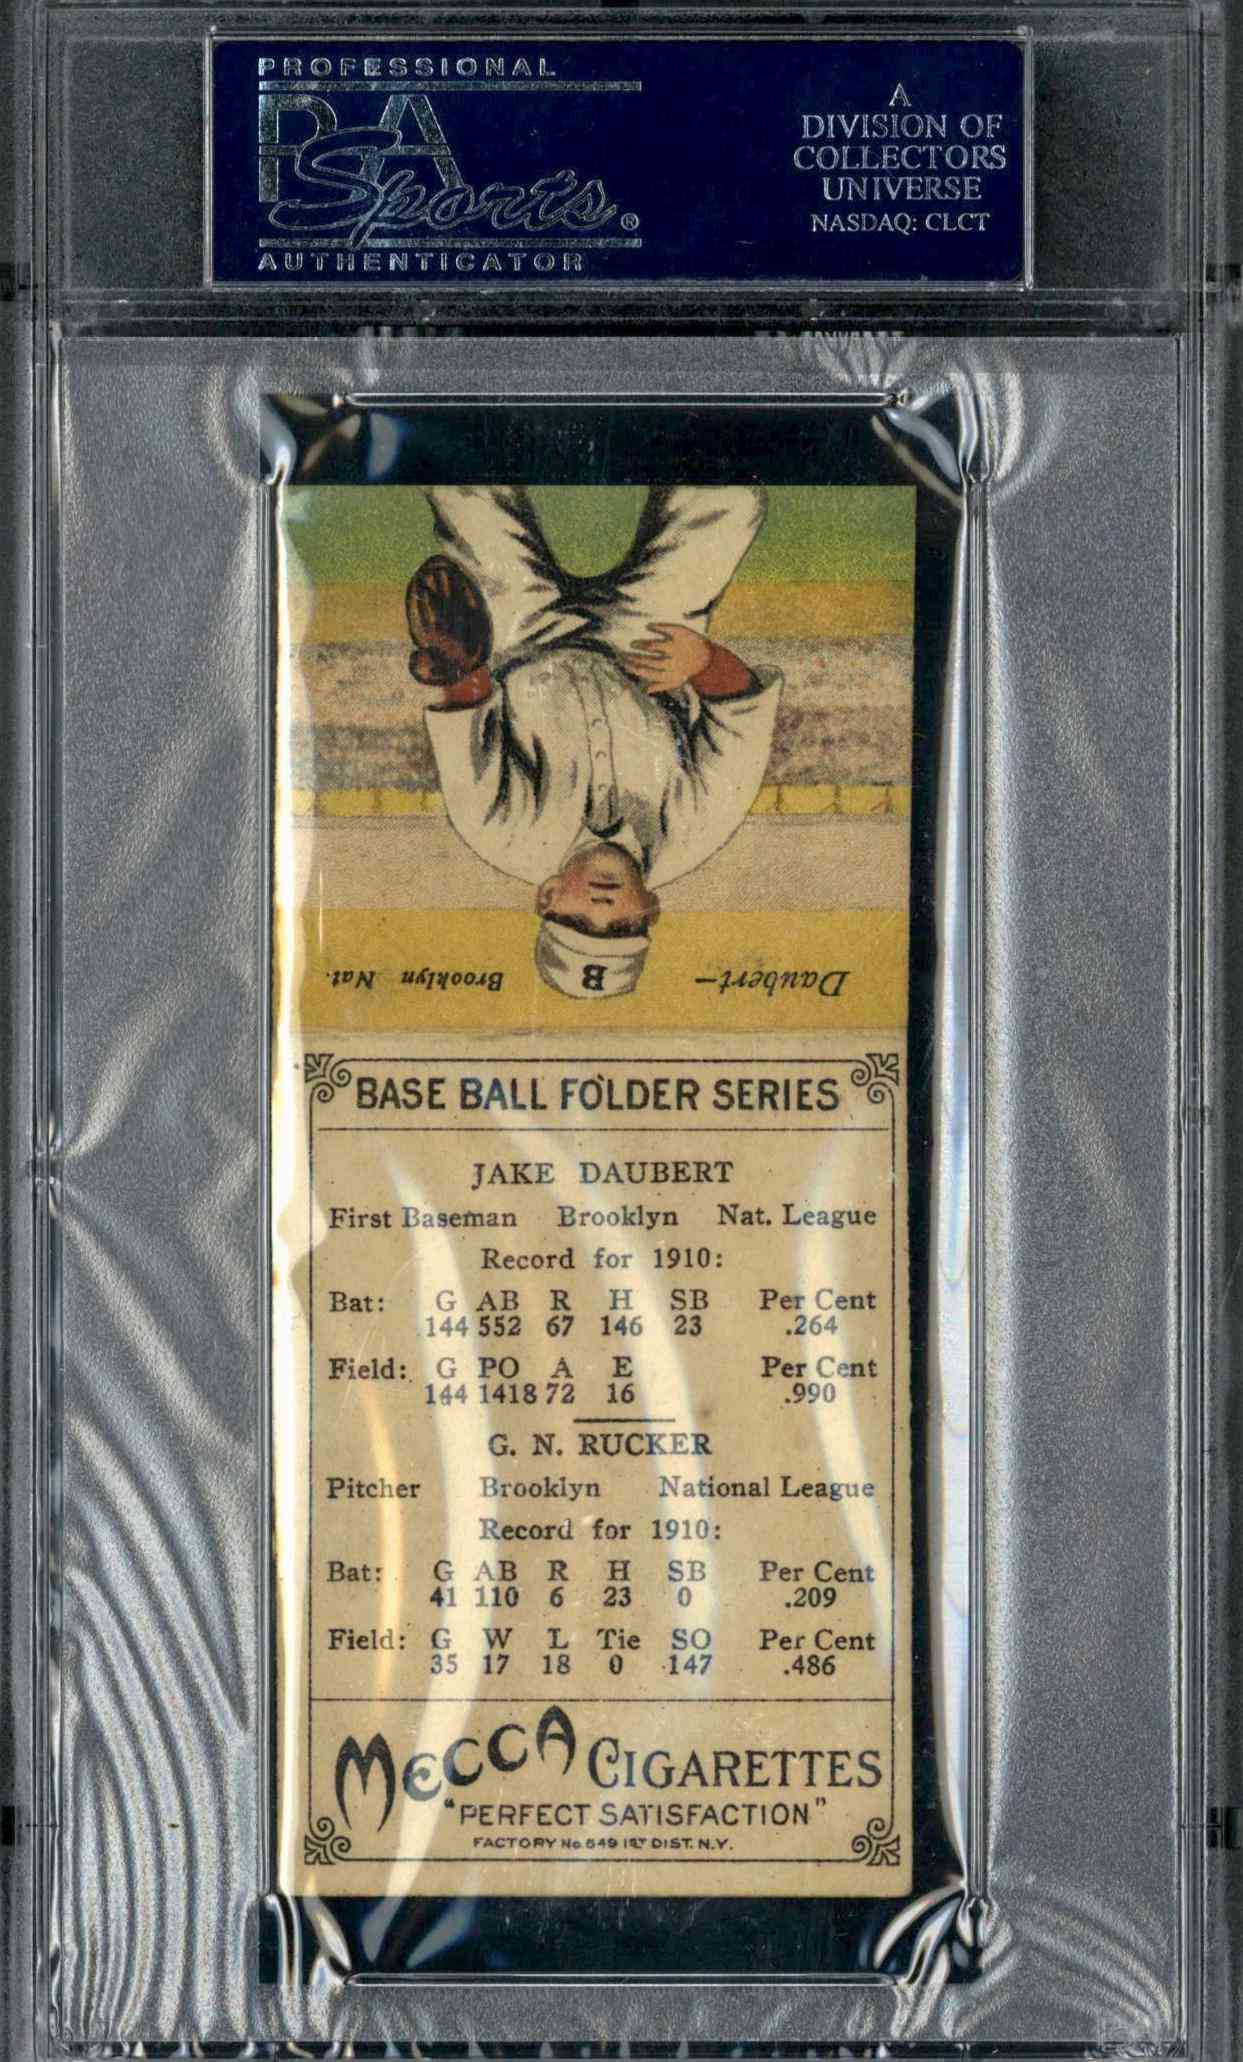 PROFESSIONAL
PSA
Sports®
AUTHENTICATOR
A
DIVISION OF
COLLECTORS
UNIVERSE
NASDAQ: CLCT
Daubert— Brooklyn Nat.
B
BASE BALL FOLDER SERIES
JAKE DAUBERT
First Baseman Brooklyn Nat. League
Record for 1910:
Bat: G AB R H SB Per Cent
144 552 67 146 23 .264
Field: G PO A E Per Cent
144 1418 72 16 .990
G. N. RUCKER
Pitcher Brooklyn National League
Record for 1910:
Bat: G AB R H SB Per Cent
41 110 6 23 0 .209
Field: G W L Tie SO Per Cent
35 17 18 0 147 .486
MECCA CIGARETTES
"PERFECT SATISFACTION"
FACTORY No. 649 1ST DIST. N.Y.